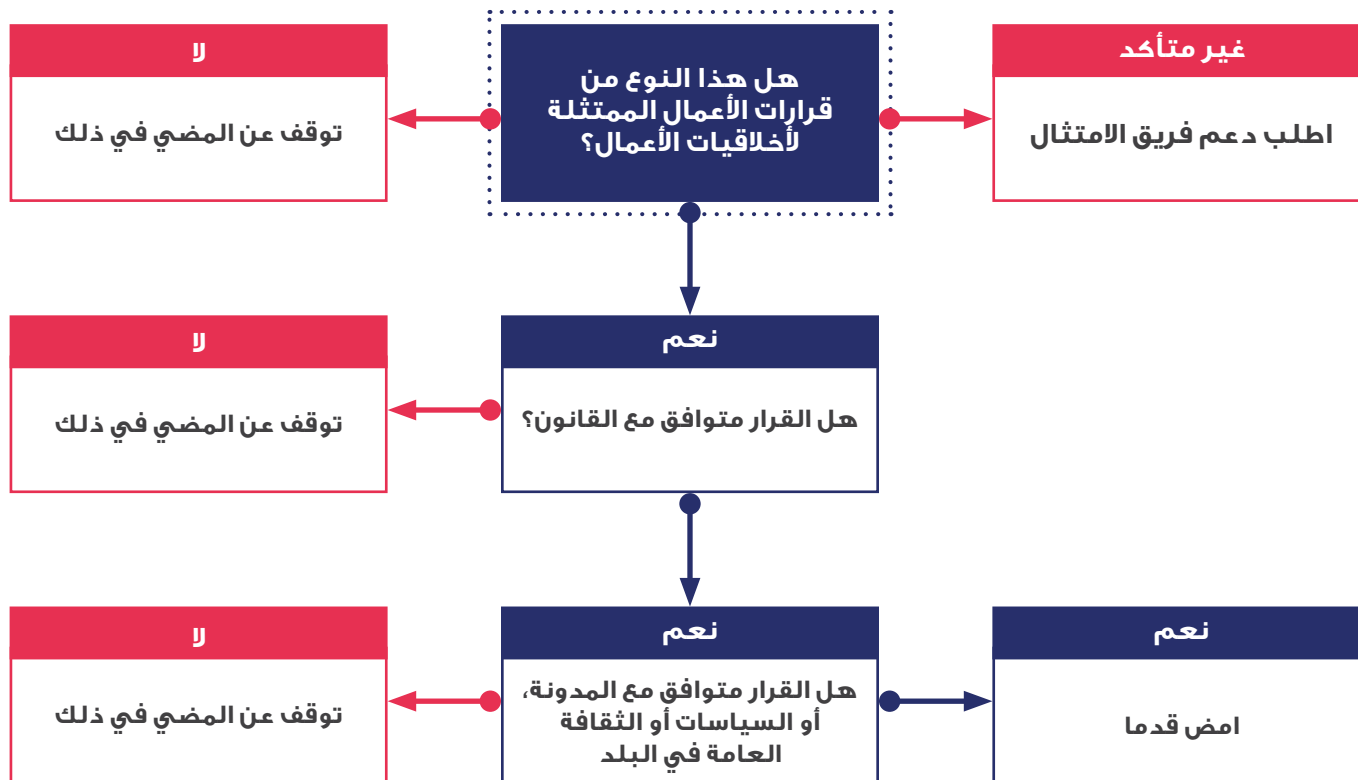 غير متأكد
اطلب دعم فريق الامتثال
هل هذا النوع من
قرارات الأعمال الممتثلة
لأخلاقيات الأعمال؟
لا
توقف عن المضي في ذلك
نعم
هل القرار متوافق مع القانون؟
لا
توقف عن المضي في ذلك
نعم
امض قدما
نعم
هل القرار متوافق مع المدونة،
أو السياسات أو الثقافة
العامة في البلد
لا
توقف عن المضي في ذلك